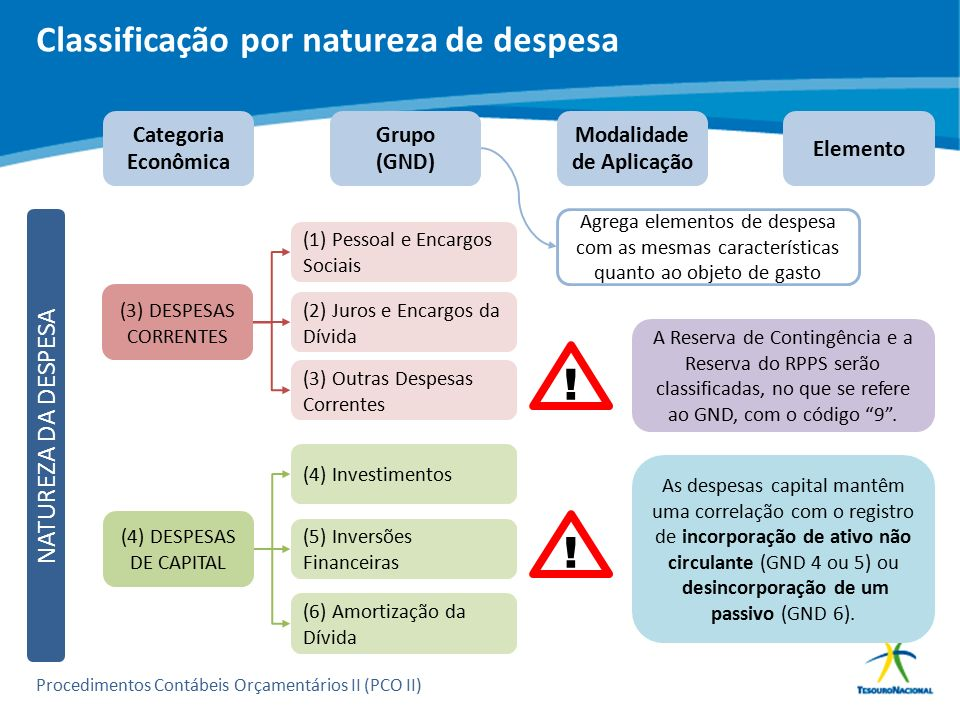 Classificação por natureza de despesa
Categoria
Econômica
Grupo
(GND)
Modalidade
de Aplicação
Elemento
Agrega elementos de despesa
com as mesmas características
quanto ao objeto de gasto
NATUREZA DA DESPESA
(3) DESPESAS
CORRENTES
(1) Pessoal e Encargos
Sociais
(2) Juros e Encargos da
Dívida
(3) Outras Despesas
Correntes
!
A Reserva de Contingência e a
Reserva do RPPS serão
classificadas, no que se refere
ao GND, com o código “9”.
(4) DESPESAS
DE CAPITAL
(4) Investimentos
(5) Inversões
Financeiras
(6) Amortização da
Dívida
!
As despesas capital mantêm
uma correlação com o registro
de incorporação de ativo não
circulante (GND 4 ou 5) ou
desincorporação de um
passivo (GND 6).
Procedimentos Contábeis Orçamentários II (PCO II)
TESOURONACIONAL